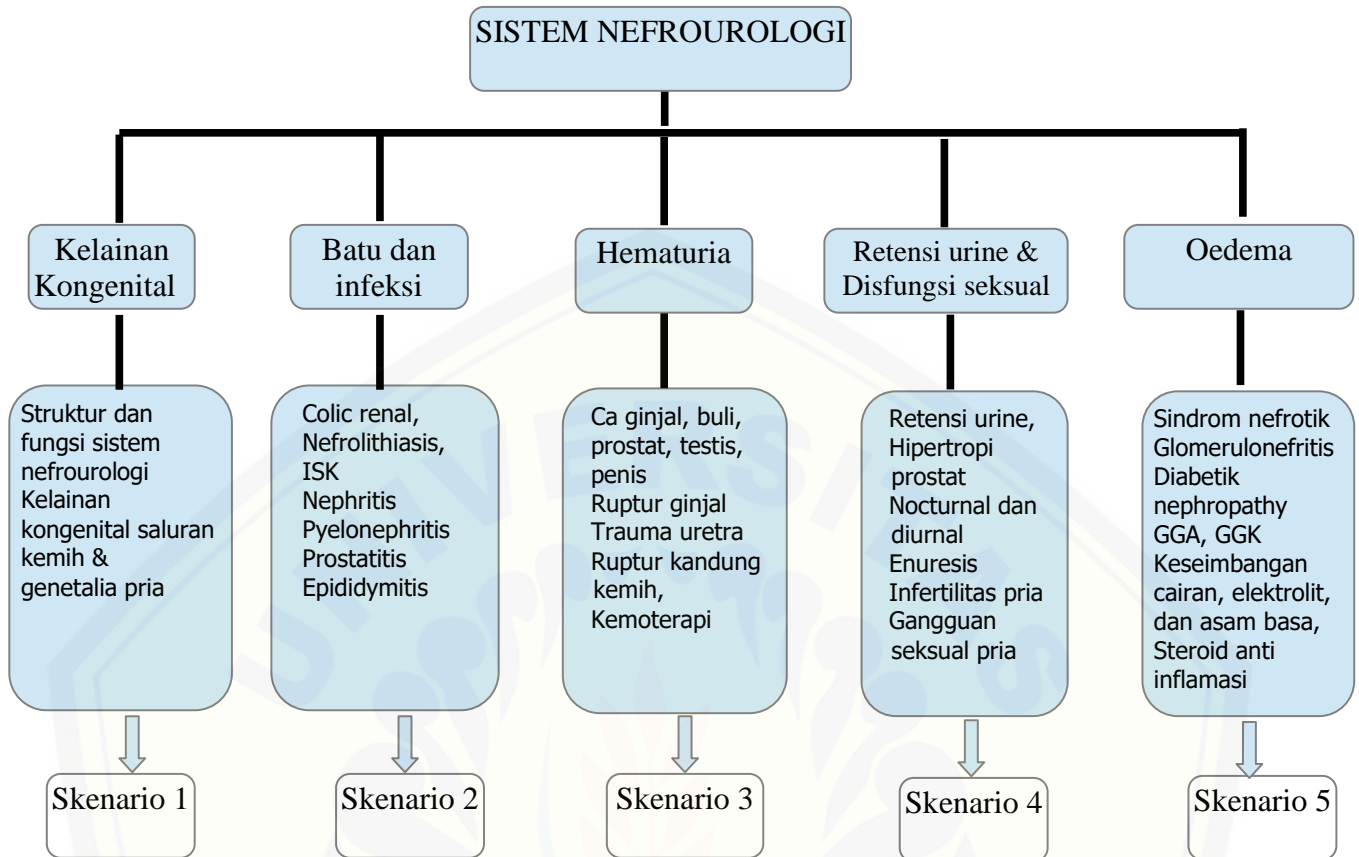 SISTEM NEFROUROLOGI
Kelainan
Kongenital
Batu dan
infeksi
Hematuria
Retensi urine &
Disfungsi seksual
Oedema
Struktur dan
fungsi sistem
nefrourologi
Kelainan
kongenital saluran
kemih &
genetalia pria
Colic renal,
Nefrolithiasis,
ISK
Nephritis
Pyelonephritis
Prostatitis
Epididymitis
Ca ginjal, buli,
prostat, testis,
penis
Ruptur ginjal
Trauma uretra
Ruptur kandung
kemih,
Kemoterapi
Retensi urine,
Hipertropi
prostat
Nocturnal dan
diurnal
Enuresis
Infertilitas pria
Gangguan
seksual pria
Sindrom nefrotik
Glomerulonefritis
Diabetik
nephropathy
GGA, GGK
Keseimbangan
cairan, elektrolit,
dan asam basa,
Steroid anti
inflamasi
Skenario 1
Skenario 2
Skenario 3
Skenario 4
Skenario 5
UNIVERSITAS